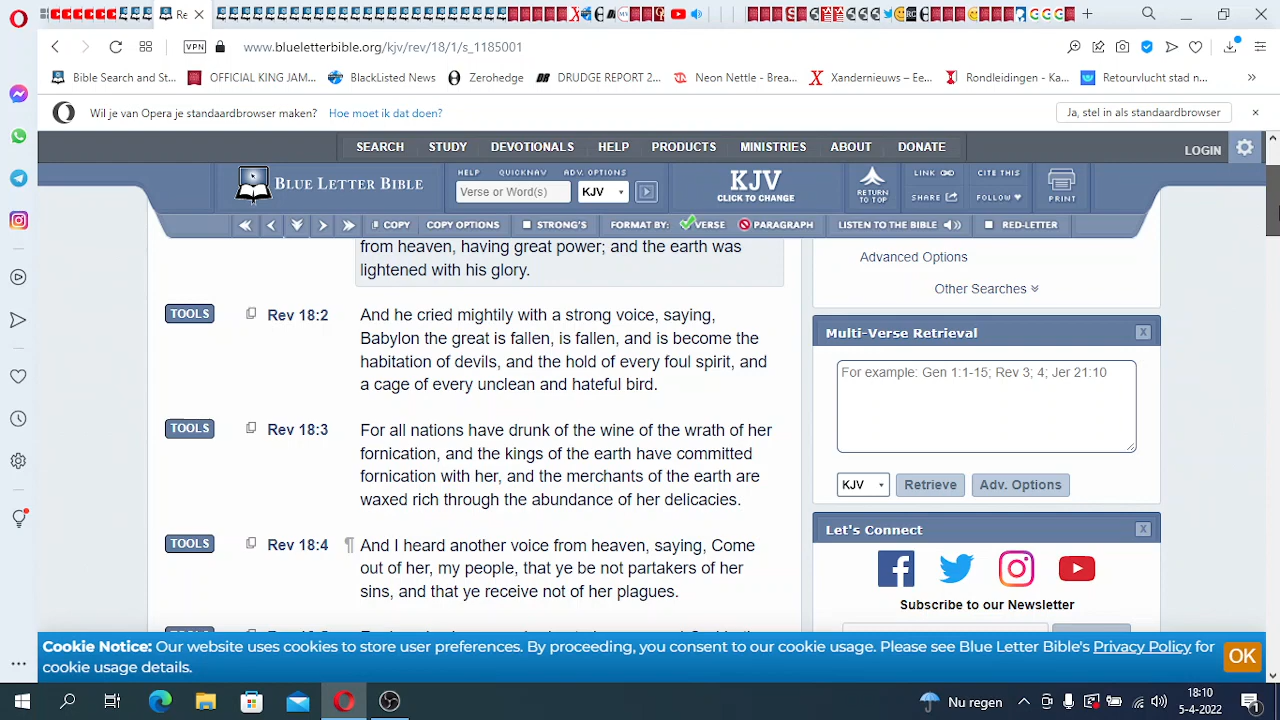 Re
www.blueletterbible.org/kjv/rev/18/1/s_1185001
VPN
Bible Search and St...
OFFICIAL KING JAM...
BlackListed News
Zerohedge
DRUDGE REPORT 2...
Neon Nettle - Brea...
Xandernieuws – Ee...
Rondleidingen - Ka...
Retourvlucht stad n...
Wil je van Opera je standaardbrowser maken?
Hoe moet ik dat doen?
Ja, stel in als standaardbrowser
SEARCH
STUDY
DEVOTIONALS
HELP
PRODUCTS
MINISTRIES
ABOUT
DONATE
LOGIN
BLUE LETTER BIBLE
HELP
QUICKNAV
ADV. OPTIONS
Verse or Word(s)
KJV
KJV
CLICK TO CHANGE
RETURN
TO TOP
LINK
SHARE
CITE THIS
FOLLOW
PRINT
COPY
COPY OPTIONS
STRONG'S
FORMAT BY:
VERSE
PARAGRAPH
LISTEN TO THE BIBLE
RED-LETTER
from heaven, having great power; and the earth was
lightened with his glory.
TOOLS
Rev 18:2
And he cried mightily with a strong voice, saying,
Babylon the great is fallen, is fallen, and is become the
habitation of devils, and the hold of every foul spirit, and
a cage of every unclean and hateful bird.
TOOLS
Rev 18:3
For all nations have drunk of the wine of the wrath of her
fornication, and the kings of the earth have committed
fornication with her, and the merchants of the earth are
waxed rich through the abundance of her delicacies.
TOOLS
Rev 18:4
¶ And I heard another voice from heaven, saying, Come
out of her, my people, that ye be not partakers of her
sins, and that ye receive not of her plagues.
Advanced Options
Other Searches
Multi-Verse Retrieval
For example: Gen 1:1-15; Rev 3; 4; Jer 21:10
KJV
Retrieve
Adv. Options
Let's Connect
Subscribe to our Newsletter
Cookie Notice: Our website uses cookies to store user preferences. By proceeding, you consent to our cookie usage. Please see Blue Letter Bible's Privacy Policy for
cookie usage details.
OK
Nu regen
18:10
5-4-2022